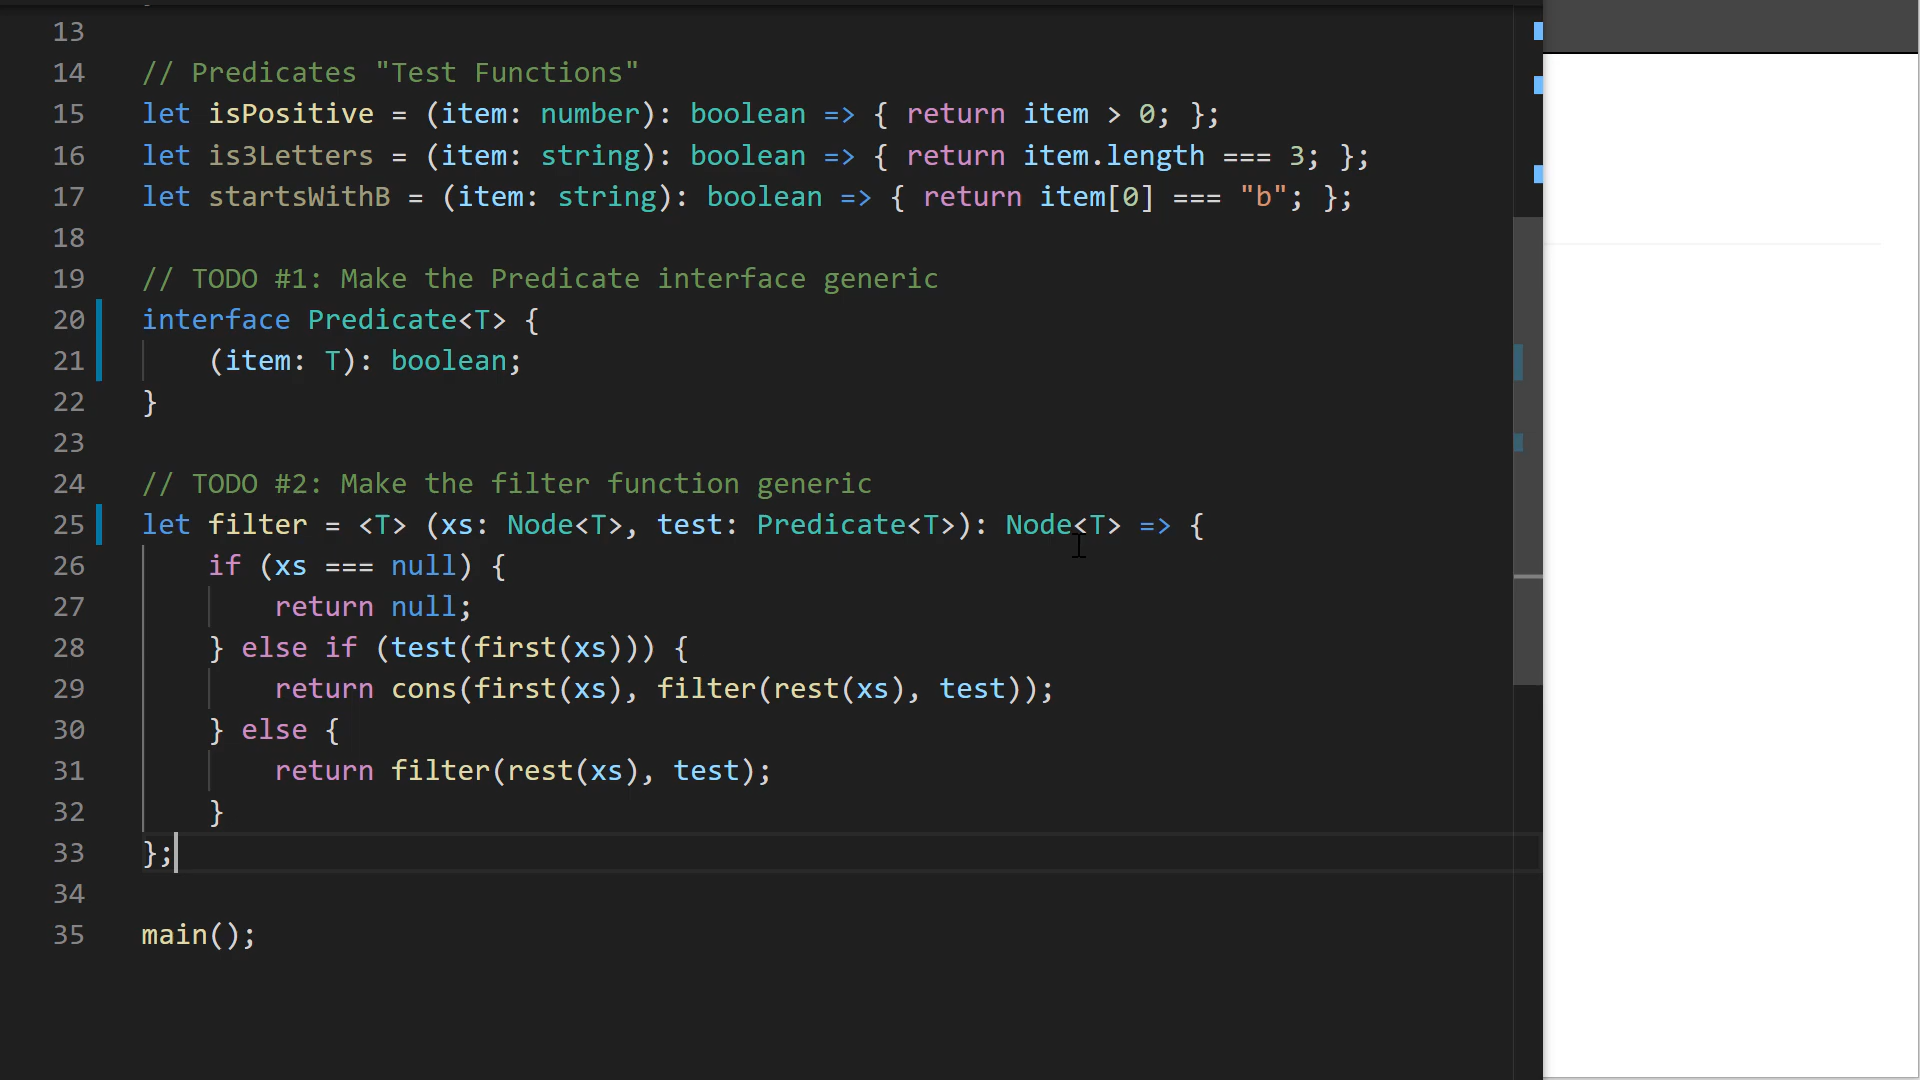 13
14 // Predicates "Test Functions"
15 let isPositive = (item: number): boolean => { return item > 0; };
16 let is3Letters = (item: string): boolean => { return item.length === 3; };
17 let startsWithB = (item: string): boolean => { return item[0] === "b"; };
18
19 // TODO #1: Make the Predicate interface generic
20 interface Predicate<T> {
21     (item: T): boolean;
22 }
23
24 // TODO #2: Make the filter function generic
25 let filter = <T> (xs: Node<T>, test: Predicate<T>): Node<T> => {
26     if (xs === null) {
27         return null;
28     } else if (test(first(xs))) {
29         return cons(first(xs), filter(rest(xs), test));
30     } else {
31         return filter(rest(xs), test);
32     }
33 };
34
35 main();